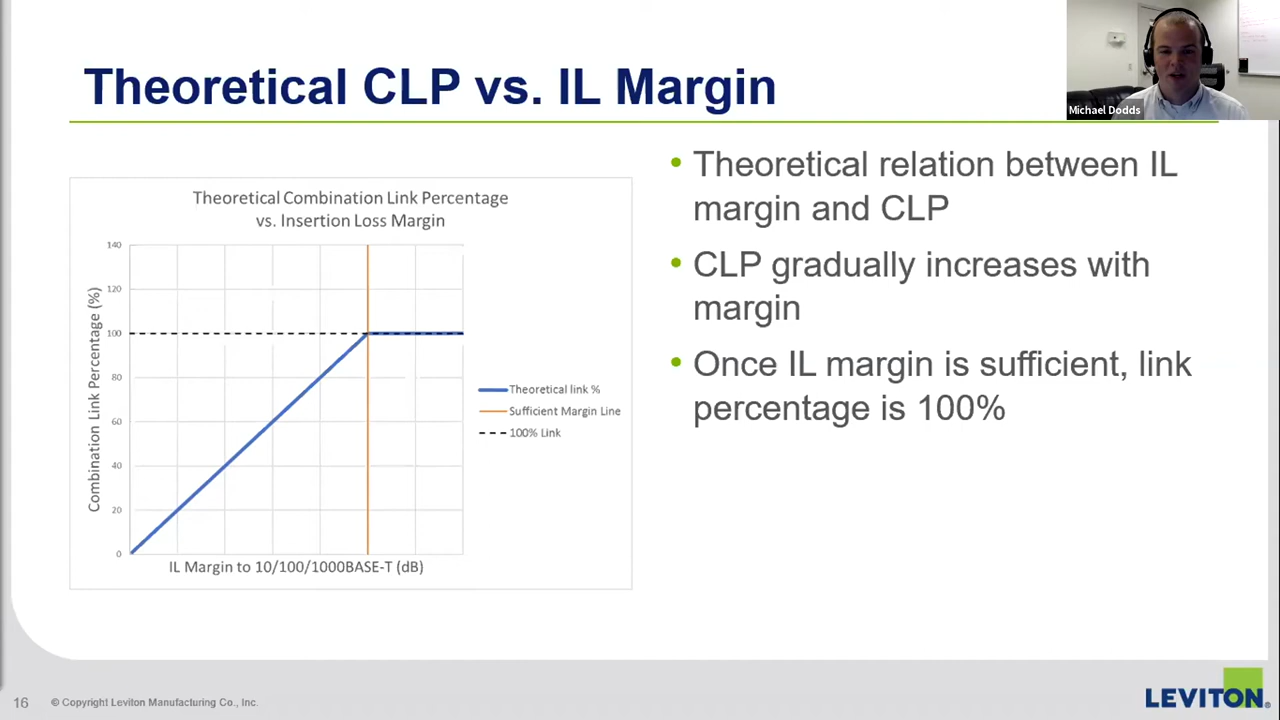 Theoretical CLP vs. IL Margin
Michael Dodds
Theoretical Combination Link Percentage
vs. Insertion Loss Margin
Combination Link Percentage (%)
140
120
100
80
60
40
20
0
IL Margin to 10/100/1000BASE-T (dB)
Theoretical link %
Sufficient Margin Line
100% Link
• Theoretical relation between IL
margin and CLP
• CLP gradually increases with
margin
• Once IL margin is sufficient, link
percentage is 100%
16
© Copyright Leviton Manufacturing Co., Inc.
LEVITON®